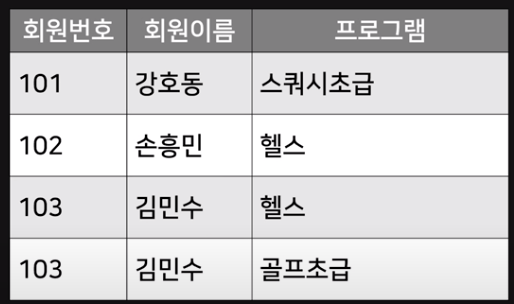 회원번호 회원이름 프로그램
101 강호동 스쿼시초급
102 손흥민 헬스
103 김민수 헬스
103 김민수 골프초급